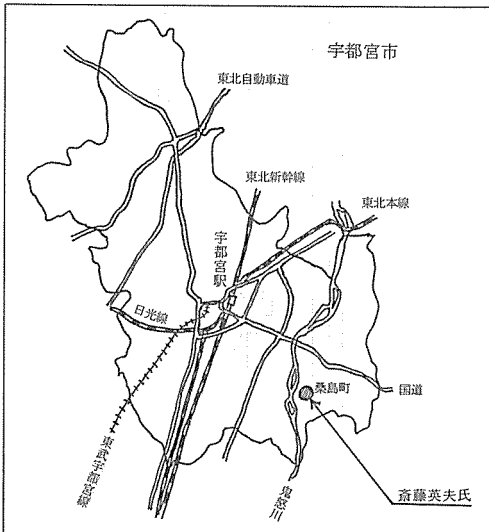 宇都宮市
東北自動車道
東北新幹線
東北本線
宇都宮駅
日光線
桑島町
国道
東武宇都宮線
鬼怒川
斎藤英夫氏